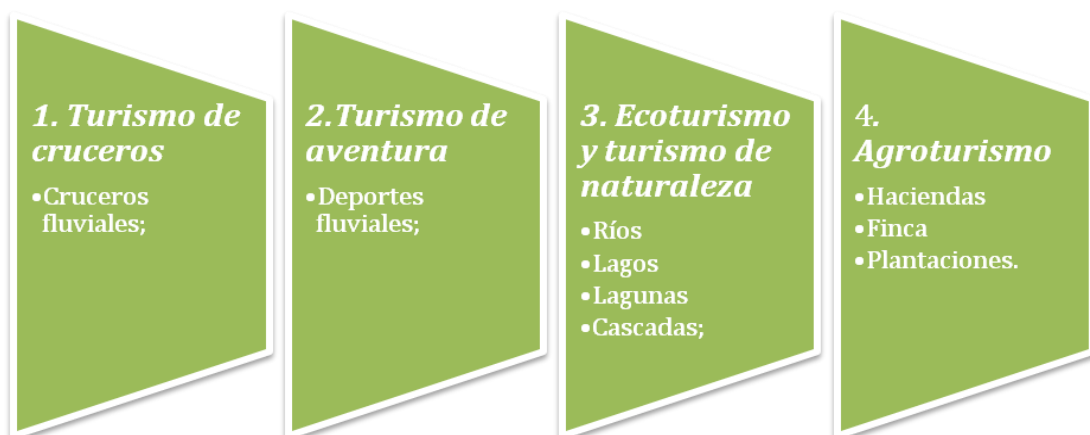 1. Turismo de
cruceros
•Cruceros
fluviales;
2.Turismo de
aventura
•Deportes
fluviales;
3. Ecoturismo
y turismo de
naturaleza
•Ríos
•Lagos
•Lagunas
•Cascadas;
4.
Agroturismo
•Haciendas
•Finca
•Plantaciones.